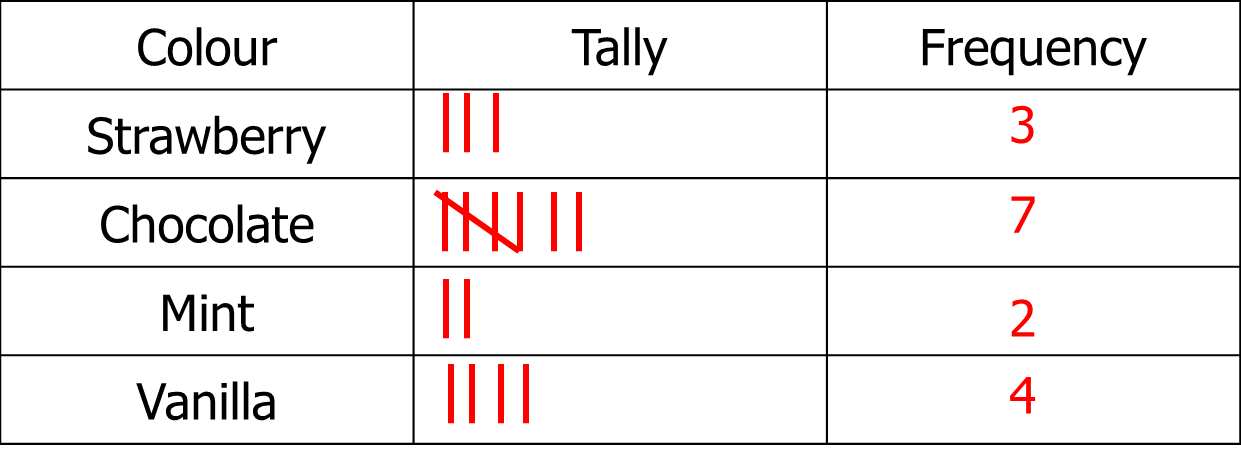 Colour Tally Frequency
Strawberry 3
Chocolate 7
Mint 2
Vanilla 4